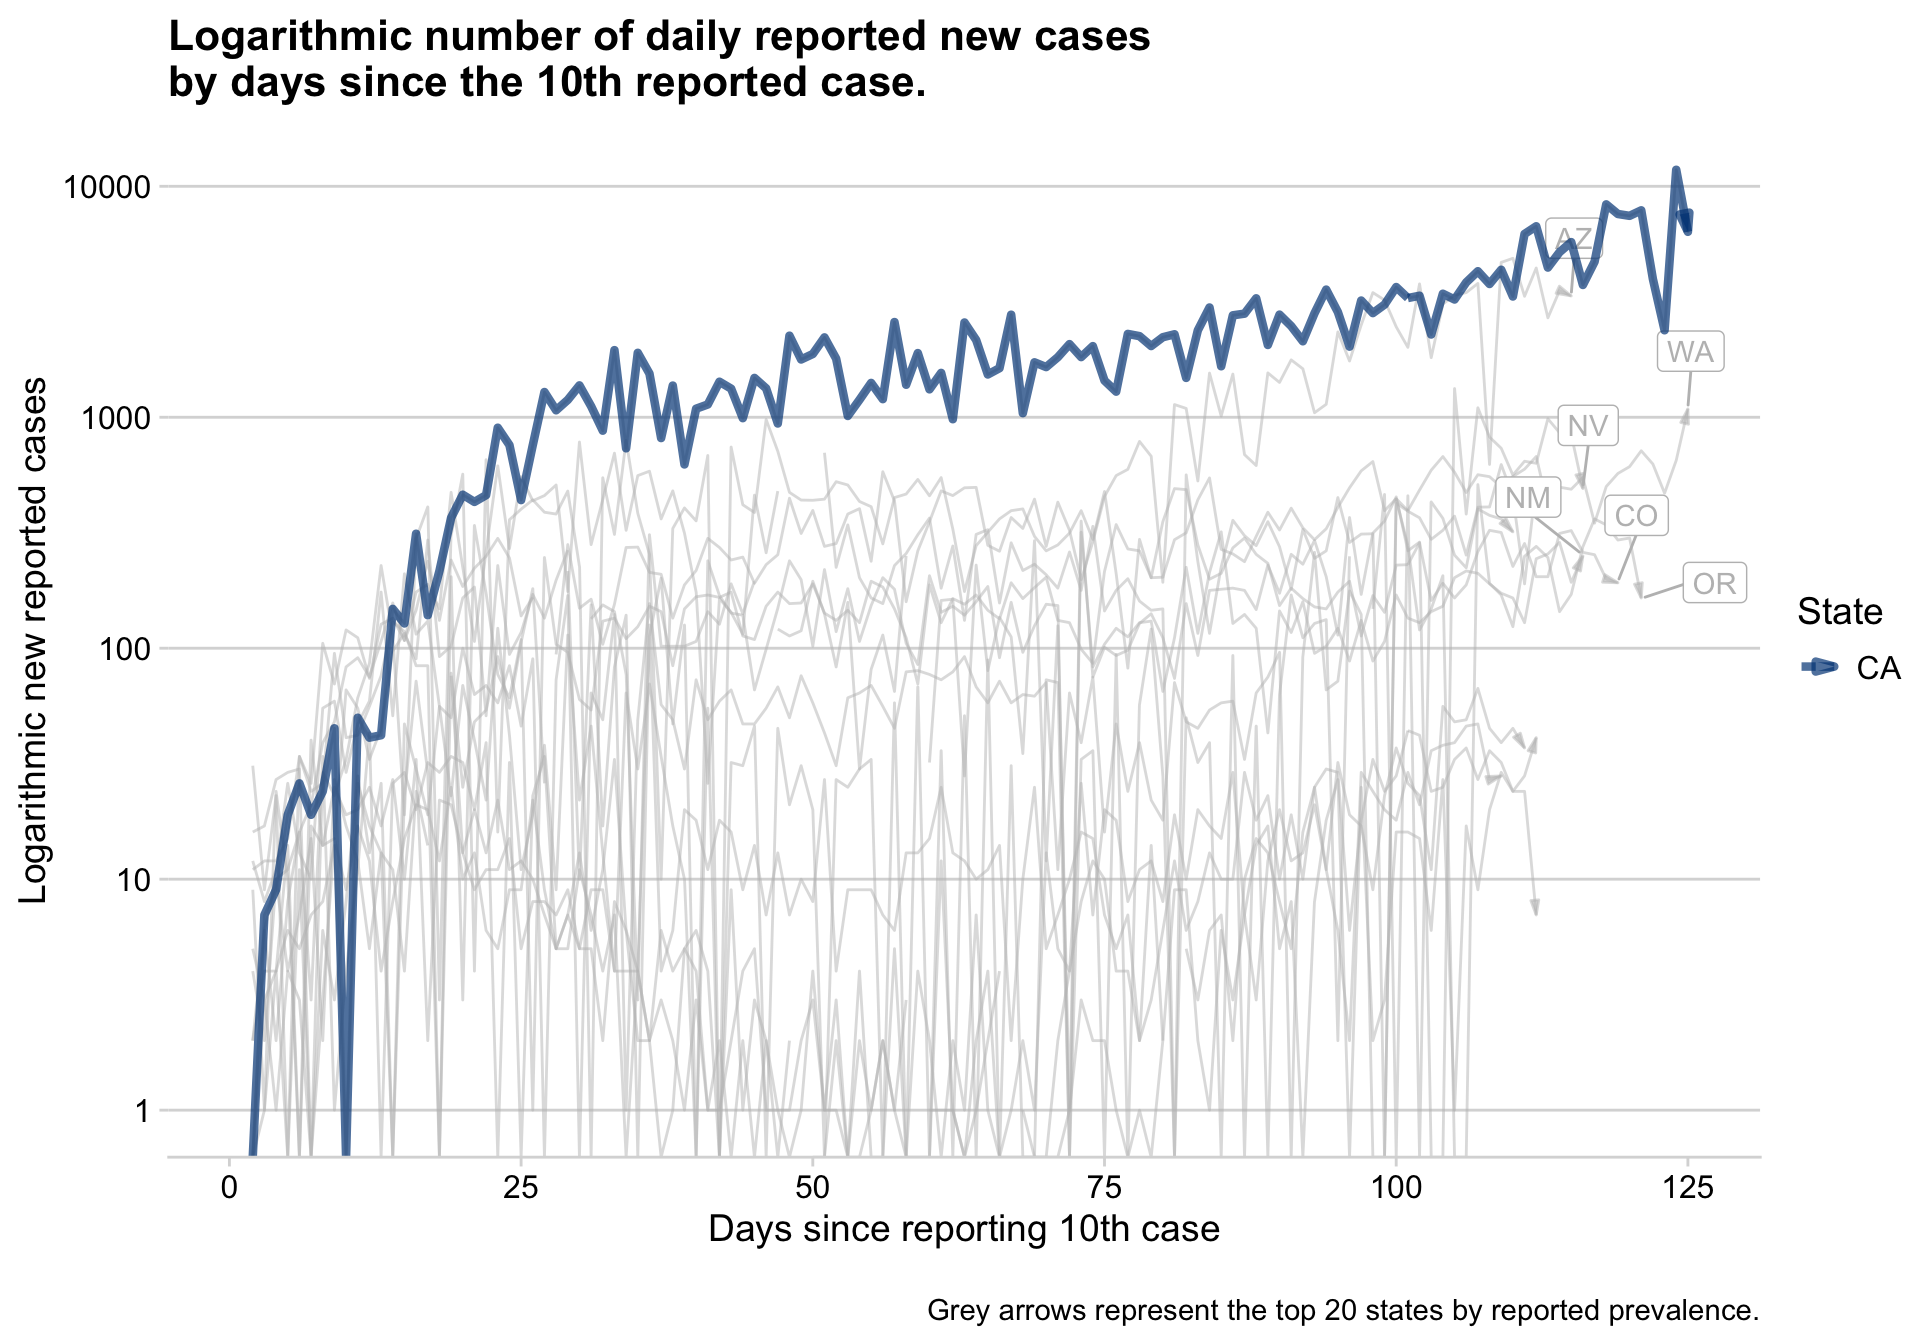 Logarithmic number of daily reported new cases
by days since the 10th reported case.
Logarithmic new reported cases
10000
1000
100
10
1
AZ
WA
NV
NM
CO
OR
State
CA
0
25
50
75
100
125
Days since reporting 10th case
Grey arrows represent the top 20 states by reported prevalence.